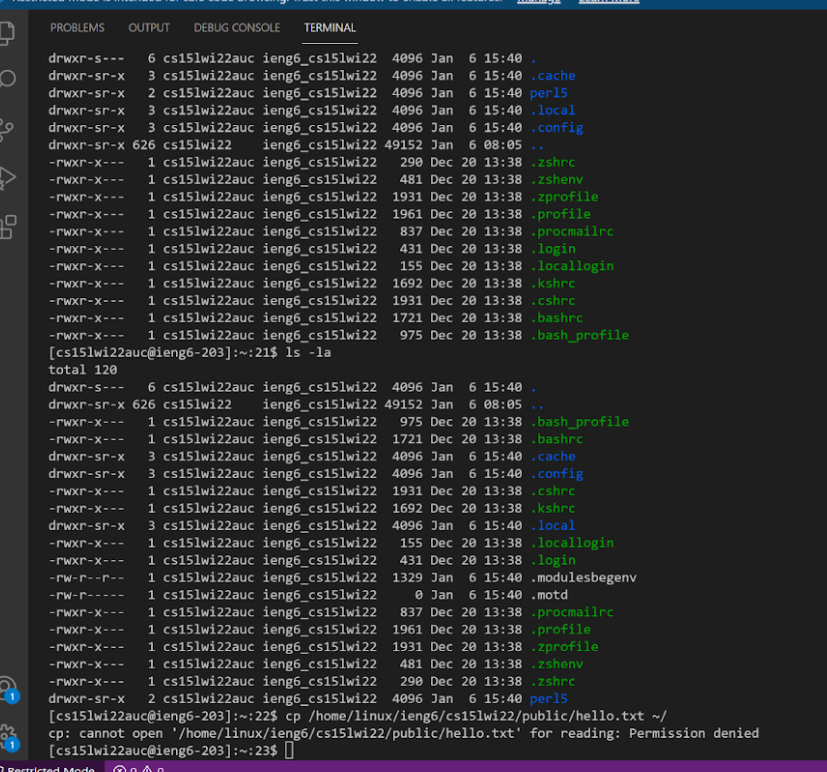 Restricted Mode is intended for safe code browsing. Trust this window to enable all features. Manage Learn More
PROBLEMS OUTPUT DEBUG CONSOLE TERMINAL
drwxr-s--- 6 cs15lwi22auc ieng6_cs15lwi22 4096 Jan 6 15:40 .
drwxr-sr-x 3 cs15lwi22auc ieng6_cs15lwi22 4096 Jan 6 15:40 .cache
drwxr-sr-x 2 cs15lwi22auc ieng6_cs15lwi22 4096 Jan 6 15:40 perl5
drwxr-sr-x 3 cs15lwi22auc ieng6_cs15lwi22 4096 Jan 6 15:40 .local
drwxr-sr-x 3 cs15lwi22auc ieng6_cs15lwi22 4096 Jan 6 15:40 .config
drwxr-sr-x 626 cs15lwi22 ieng6_cs15lwi22 49152 Jan 6 08:05 ..
-rwxr-x--- 1 cs15lwi22auc ieng6_cs15lwi22 290 Dec 20 13:38 .zshrc
-rwxr-x--- 1 cs15lwi22auc ieng6_cs15lwi22 481 Dec 20 13:38 .zshenv
-rwxr-x--- 1 cs15lwi22auc ieng6_cs15lwi22 1931 Dec 20 13:38 .zprofile
-rwxr-x--- 1 cs15lwi22auc ieng6_cs15lwi22 1961 Dec 20 13:38 .profile
-rwxr-x--- 1 cs15lwi22auc ieng6_cs15lwi22 837 Dec 20 13:38 .procmailrc
-rwxr-x--- 1 cs15lwi22auc ieng6_cs15lwi22 431 Dec 20 13:38 .login
-rwxr-x--- 1 cs15lwi22auc ieng6_cs15lwi22 155 Dec 20 13:38 .locallogin
-rwxr-x--- 1 cs15lwi22auc ieng6_cs15lwi22 1692 Dec 20 13:38 .kshrc
-rwxr-x--- 1 cs15lwi22auc ieng6_cs15lwi22 1931 Dec 20 13:38 .cshrc
-rwxr-x--- 1 cs15lwi22auc ieng6_cs15lwi22 1721 Dec 20 13:38 .bashrc
-rwxr-x--- 1 cs15lwi22auc ieng6_cs15lwi22 975 Dec 20 13:38 .bash_profile
[cs15lwi22auc@ieng6-203]:~:21$ ls -la
total 120
drwxr-s--- 6 cs15lwi22auc ieng6_cs15lwi22 4096 Jan 6 15:40 .
drwxr-sr-x 626 cs15lwi22 ieng6_cs15lwi22 49152 Jan 6 08:05 ..
-rwxr-x--- 1 cs15lwi22auc ieng6_cs15lwi22 975 Dec 20 13:38 .bash_profile
-rwxr-x--- 1 cs15lwi22auc ieng6_cs15lwi22 1721 Dec 20 13:38 .bashrc
drwxr-sr-x 3 cs15lwi22auc ieng6_cs15lwi22 4096 Jan 6 15:40 .cache
drwxr-sr-x 3 cs15lwi22auc ieng6_cs15lwi22 4096 Jan 6 15:40 .config
-rwxr-x--- 1 cs15lwi22auc ieng6_cs15lwi22 1931 Dec 20 13:38 .cshrc
-rwxr-x--- 1 cs15lwi22auc ieng6_cs15lwi22 1692 Dec 20 13:38 .kshrc
drwxr-sr-x 3 cs15lwi22auc ieng6_cs15lwi22 4096 Jan 6 15:40 .local
-rwxr-x--- 1 cs15lwi22auc ieng6_cs15lwi22 155 Dec 20 13:38 .locallogin
-rwxr-x--- 1 cs15lwi22auc ieng6_cs15lwi22 431 Dec 20 13:38 .login
-rw-r--r-- 1 cs15lwi22auc ieng6_cs15lwi22 1329 Jan 6 15:40 .modulesbegenv
-rw-r----- 1 cs15lwi22auc ieng6_cs15lwi22 0 Jan 6 15:40 .motd
-rwxr-x--- 1 cs15lwi22auc ieng6_cs15lwi22 837 Dec 20 13:38 .procmailrc
-rwxr-x--- 1 cs15lwi22auc ieng6_cs15lwi22 1961 Dec 20 13:38 .profile
-rwxr-x--- 1 cs15lwi22auc ieng6_cs15lwi22 1931 Dec 20 13:38 .zprofile
-rwxr-x--- 1 cs15lwi22auc ieng6_cs15lwi22 481 Dec 20 13:38 .zshenv
-rwxr-x--- 1 cs15lwi22auc ieng6_cs15lwi22 290 Dec 20 13:38 .zshrc
drwxr-sr-x 2 cs15lwi22auc ieng6_cs15lwi22 4096 Jan 6 15:40 perl5
[cs15lwi22auc@ieng6-203]:~:22$ cp /home/linux/ieng6/cs15lwi22/public/hello.txt ~/
cp: cannot open '/home/linux/ieng6/cs15lwi22/public/hello.txt' for reading: Permission denied
[cs15lwi22auc@ieng6-203]:~:23$
1
1
Restricted Mode 0 0